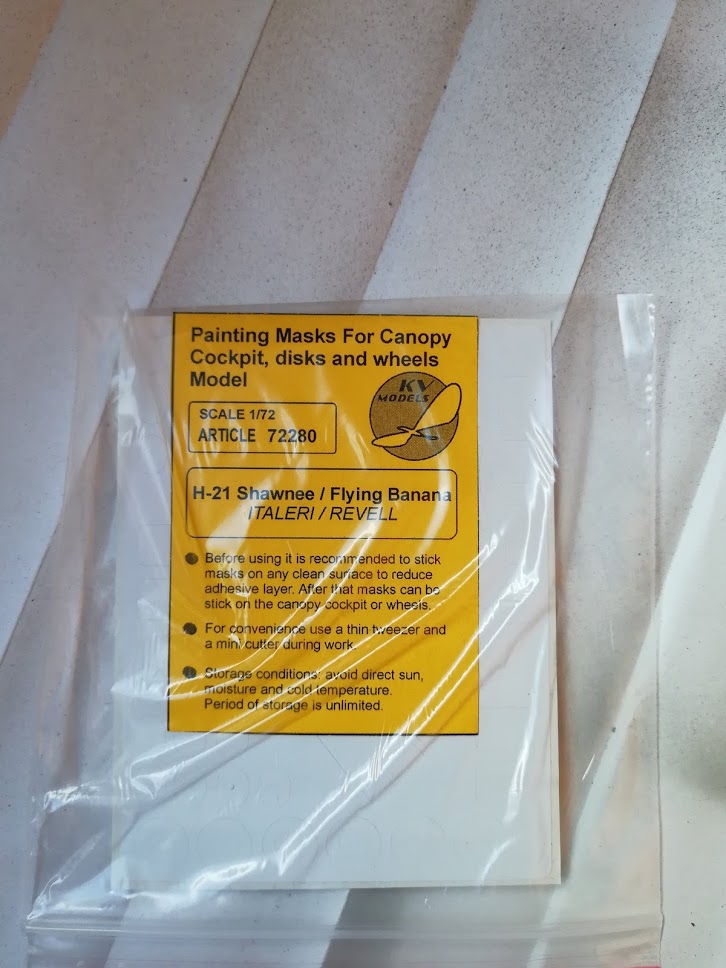 Painting Masks For Canopy
Cockpit, disks and wheels
Model
KV
MODELS
SCALE 1/72
ARTICLE 72280
H-21 Shawnee / Flying Banana
ITALERI / REVELL
Before using it is recommended to stick
masks on any clean surface to reduce
adhesive layer. After that masks can be
stick on the canopy cockpit or wheels.
For convenience use a thin tweezer and
a mini cutter during work.
Storage conditions: avoid direct sun,
moisture and cold temperature.
Period of storage is unlimited.